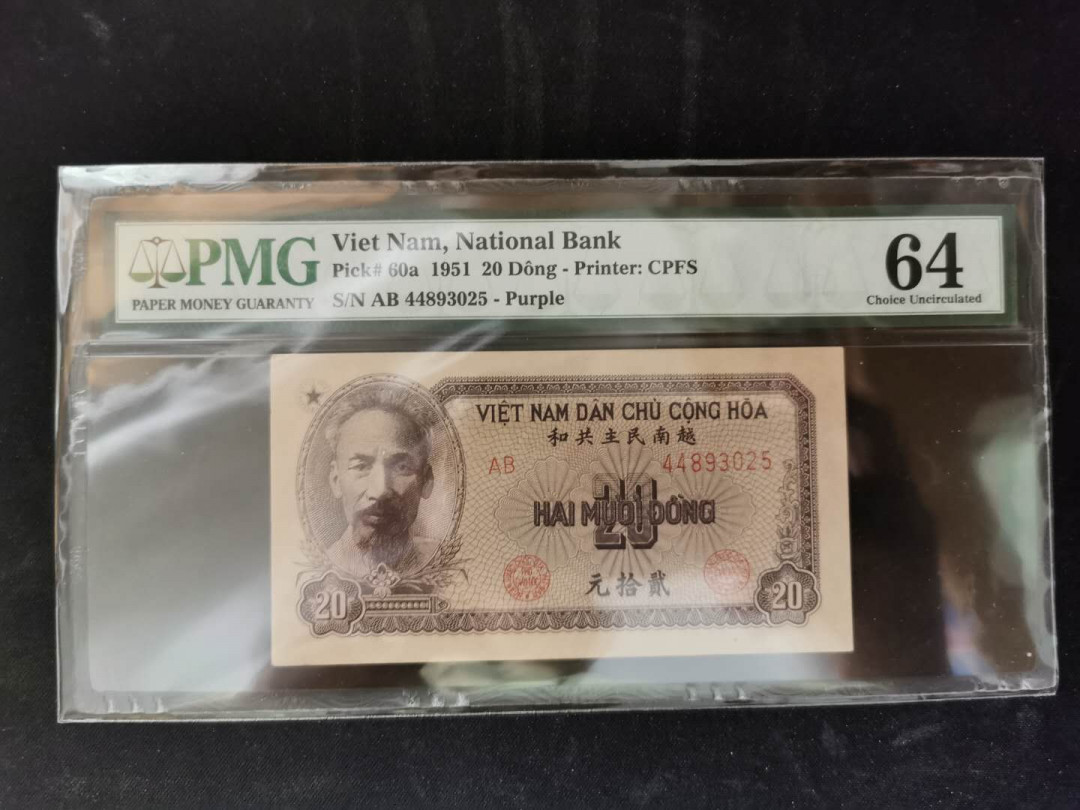 PMG
PAPER MONEY GUARANTY
Viet Nam, National Bank
Pick# 60a 1951 20 Dông - Printer: CPFS
S/N AB 44893025 - Purple
64
Choice Uncirculated
VIỆT NAM DÂN CHỦ CỘNG HÒA
越南民主共和
AB 44893025
20
HAI MƯƠI ĐỒNG
貳拾元
20 20